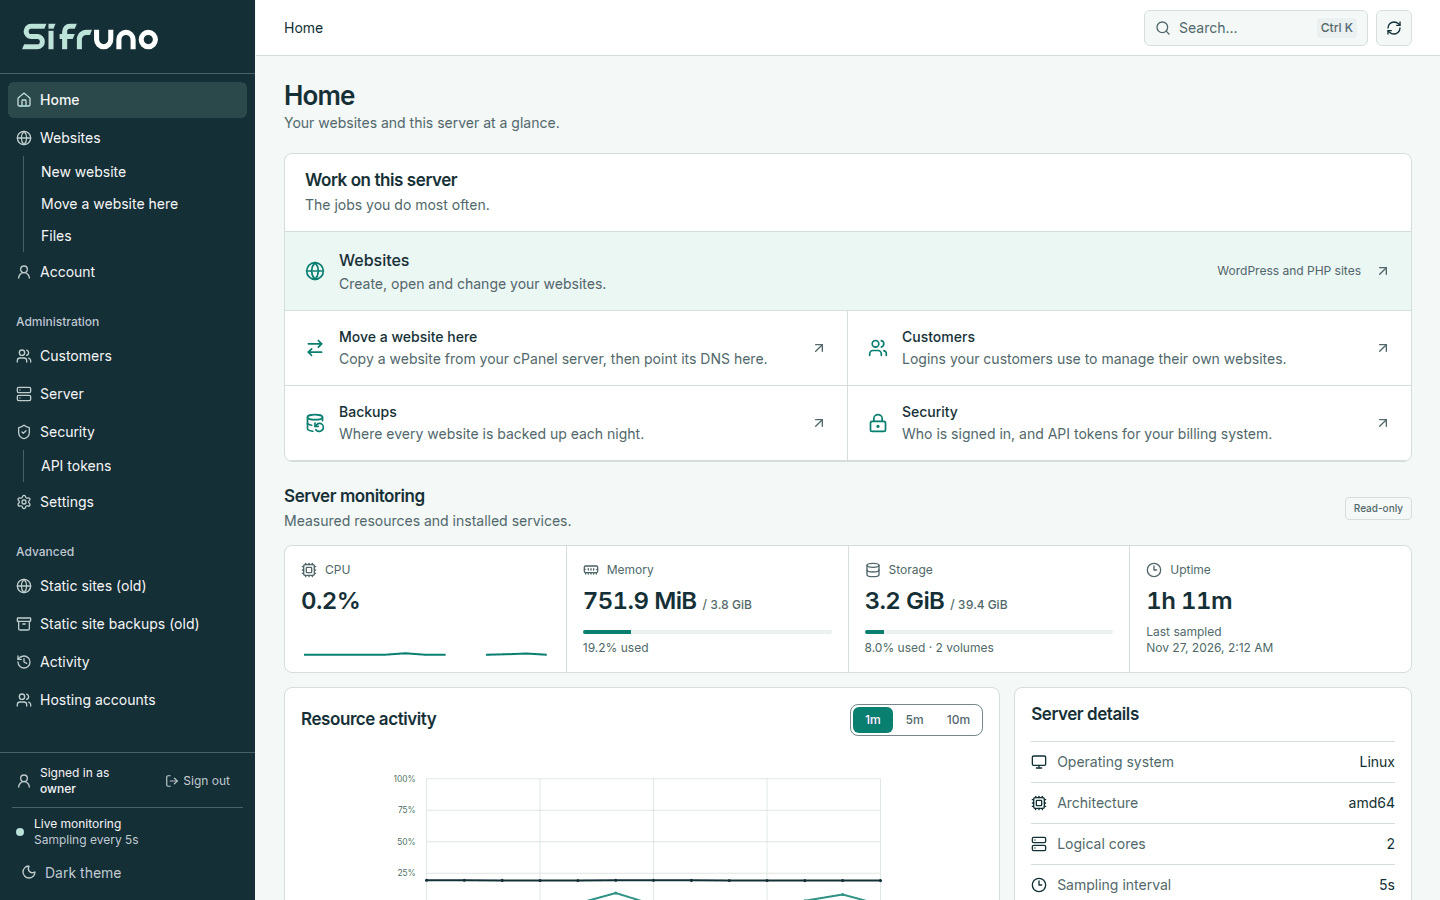 Sifruno
Home
Websites
New website
Move a website here
Files
Account
Administration
Customers
Server
Security
API tokens
Settings
Advanced
Static sites (old)
Static site backups (old)
Activity
Hosting accounts
Signed in as
owner
Sign out
Live monitoring
Sampling every 5s
Dark theme
Home
Search...
Ctrl K
Home
Your websites and this server at a glance.
Work on this server
The jobs you do most often.
Websites
Create, open and change your websites.
WordPress and PHP sites
Move a website here
Copy a website from your cPanel server, then point its DNS here.
Customers
Logins your customers use to manage their own websites.
Backups
Where every website is backed up each night.
Security
Who is signed in, and API tokens for your billing system.
Server monitoring
Measured resources and installed services.
Read-only
CPU
0.2%
Memory
751.9 MiB / 3.8 GiB
19.2% used
Storage
3.2 GiB / 39.4 GiB
8.0% used · 2 volumes
Uptime
1h 11m
Last sampled
Nov 27, 2026, 2:12 AM
Resource activity
1m 5m 10m
100%
75%
50%
25%
Server details
Operating system Linux
Architecture amd64
Logical cores 2
Sampling interval 5s